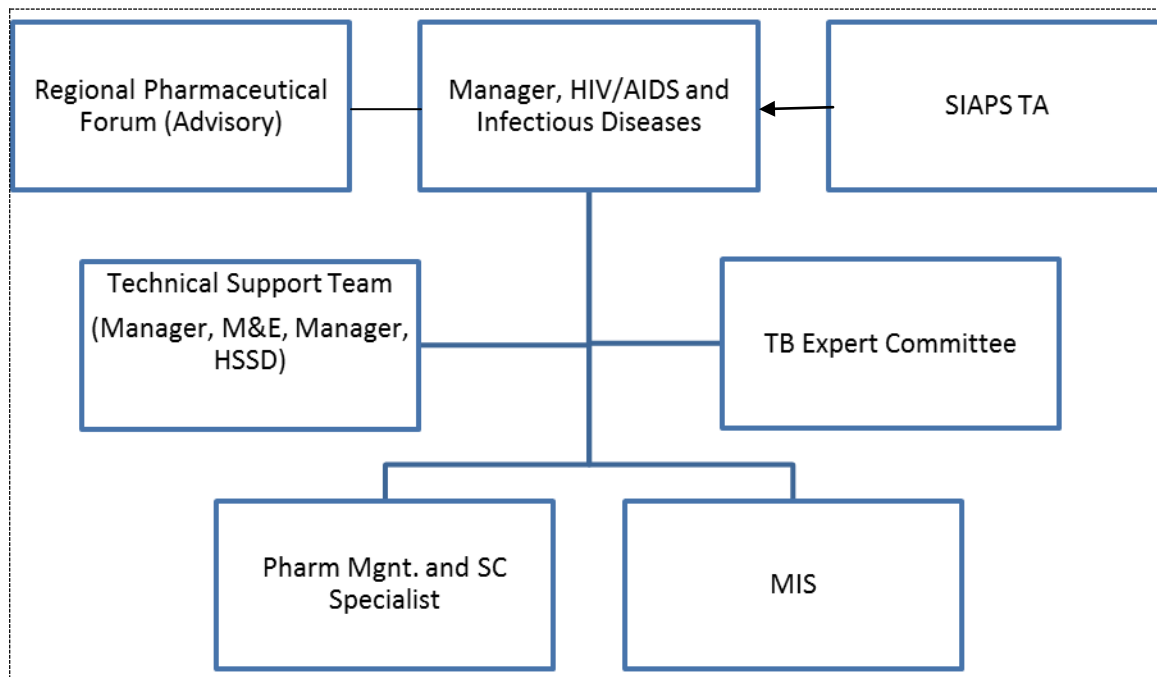 Regional Pharmaceutical
Forum (Advisory)
Manager, HIV/AIDS and
Infectious Diseases
SIAPS TA
Technical Support Team
(Manager, M&E, Manager,
HSSD)
TB Expert Committee
Pharm Mgnt. and SC
Specialist
MIS